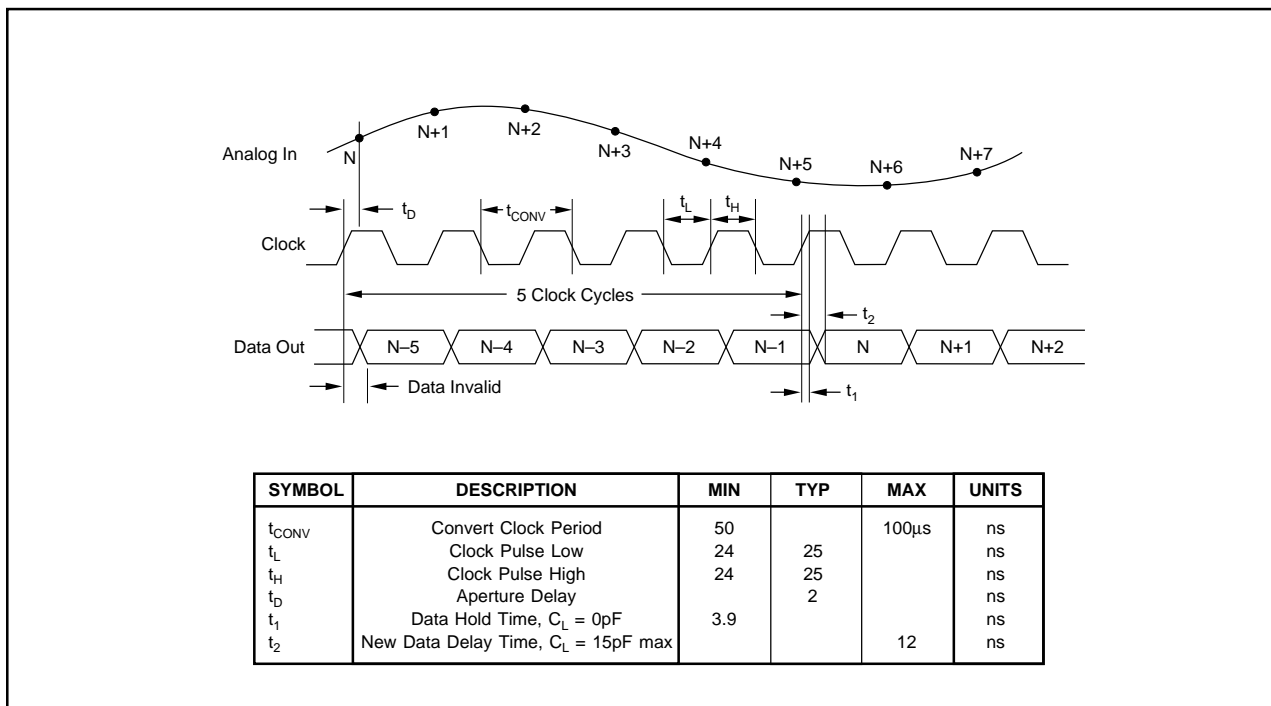 N+1
N+2
N+4
N+7
Analog In
N
N+3
N+5
N+6
t_D
t_CONV
t_L
t_H
Clock
5 Clock Cycles
t_2
Data Out
N–5
N–4
N–3
N–2
N–1
N
N+1
N+2
Data Invalid
t_1
SYMBOL DESCRIPTION MIN TYP MAX UNITS
t_CONV Convert Clock Period 50 100µs ns
t_L Clock Pulse Low 24 25 ns
t_H Clock Pulse High 24 25 ns
t_D Aperture Delay 2 ns
t_1 Data Hold Time, C_L = 0pF 3.9 ns
t_2 New Data Delay Time, C_L = 15pF max 12 ns